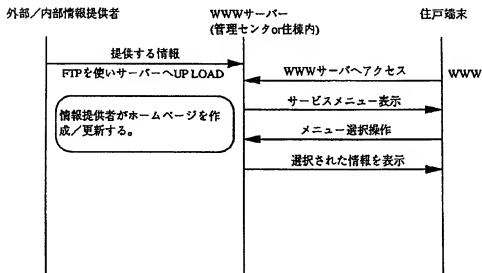 外部／内部情報提供者
WWWサーバー
(管理センタor住棟内)
住戸端末
提供する情報
FTPを使いサーバーへUP LOAD
WWWサーバへアクセス
WWW
サービスメニュー表示
情報提供者がホームページを作
成／更新する。
メニュー選択操作
選択された情報を表示